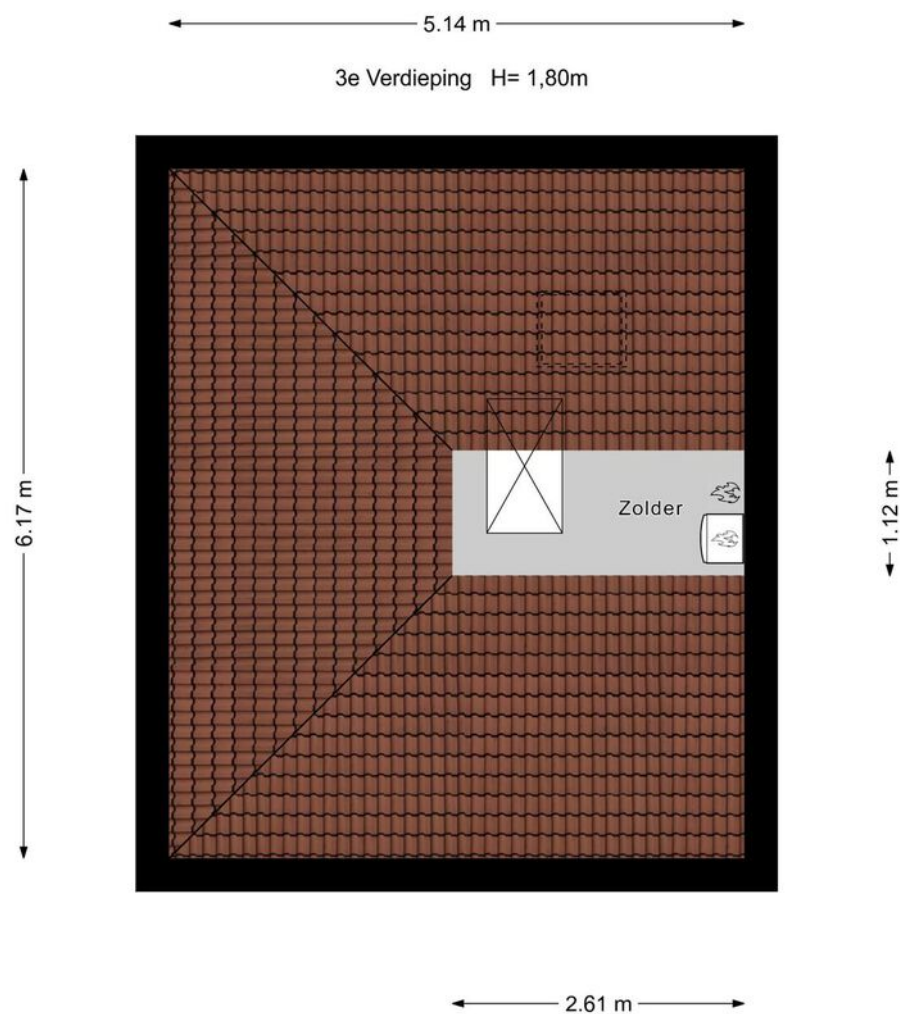 5.14 m
3e Verdieping H= 1,80m
6.17 m
Zolder
1.12 m
2.61 m